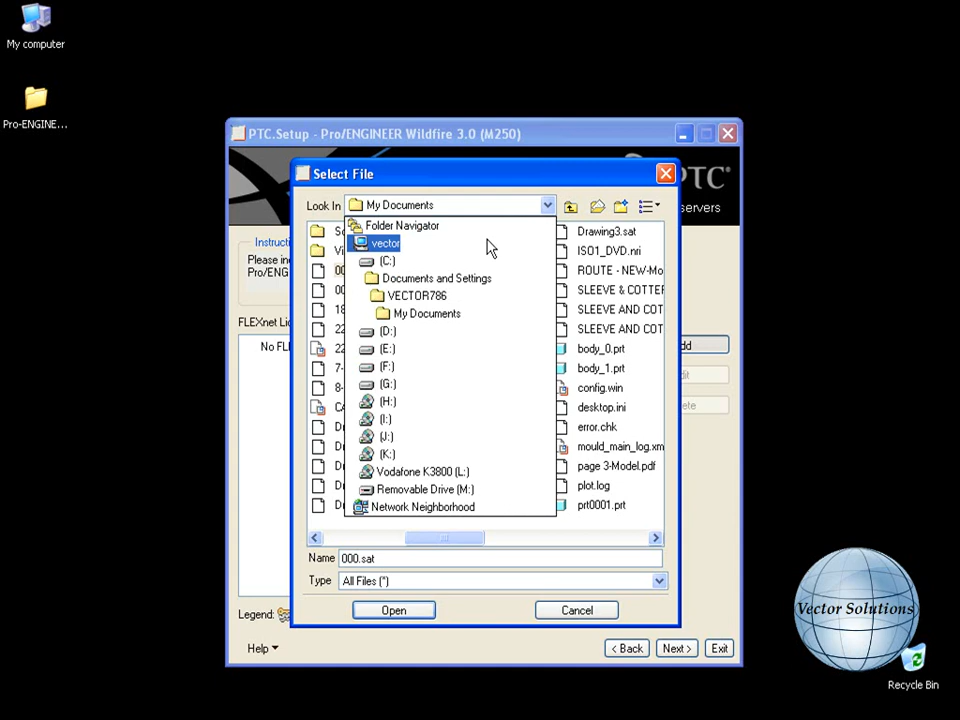 My computer
Pro-ENGINE...
PTC.Setup - Pro/ENGINEER Wildfire 3.0 (M250)
PTC®
servers
Select File
Look In
My Documents
Folder Navigator
vector
(C:)
Documents and Settings
VECTOR786
My Documents
(D:)
(E:)
(F:)
(G:)
(H:)
(I:)
(J:)
(K:)
Vodafone K3800 (L:)
Removable Drive (M:)
Network Neighborhood
Drawing3.sat
ISO1_DVD.nri
ROUTE - NEW-Mo
SLEEVE & COTTER
SLEEVE AND COT
SLEEVE AND COT
body_0.prt
body_1.prt
config.win
desktop.ini
error.chk
mould_main_log.xm
page 3-Model.pdf
plot.log
prt0001.prt
Name 000.sat
Type All Files (*)
Open Cancel
Instructi
Please in
Pro/ENG
FLEXnet Lic
No FLE
Legend:
Help
< Back Next > Exit
Vector Solutions
Recycle Bin